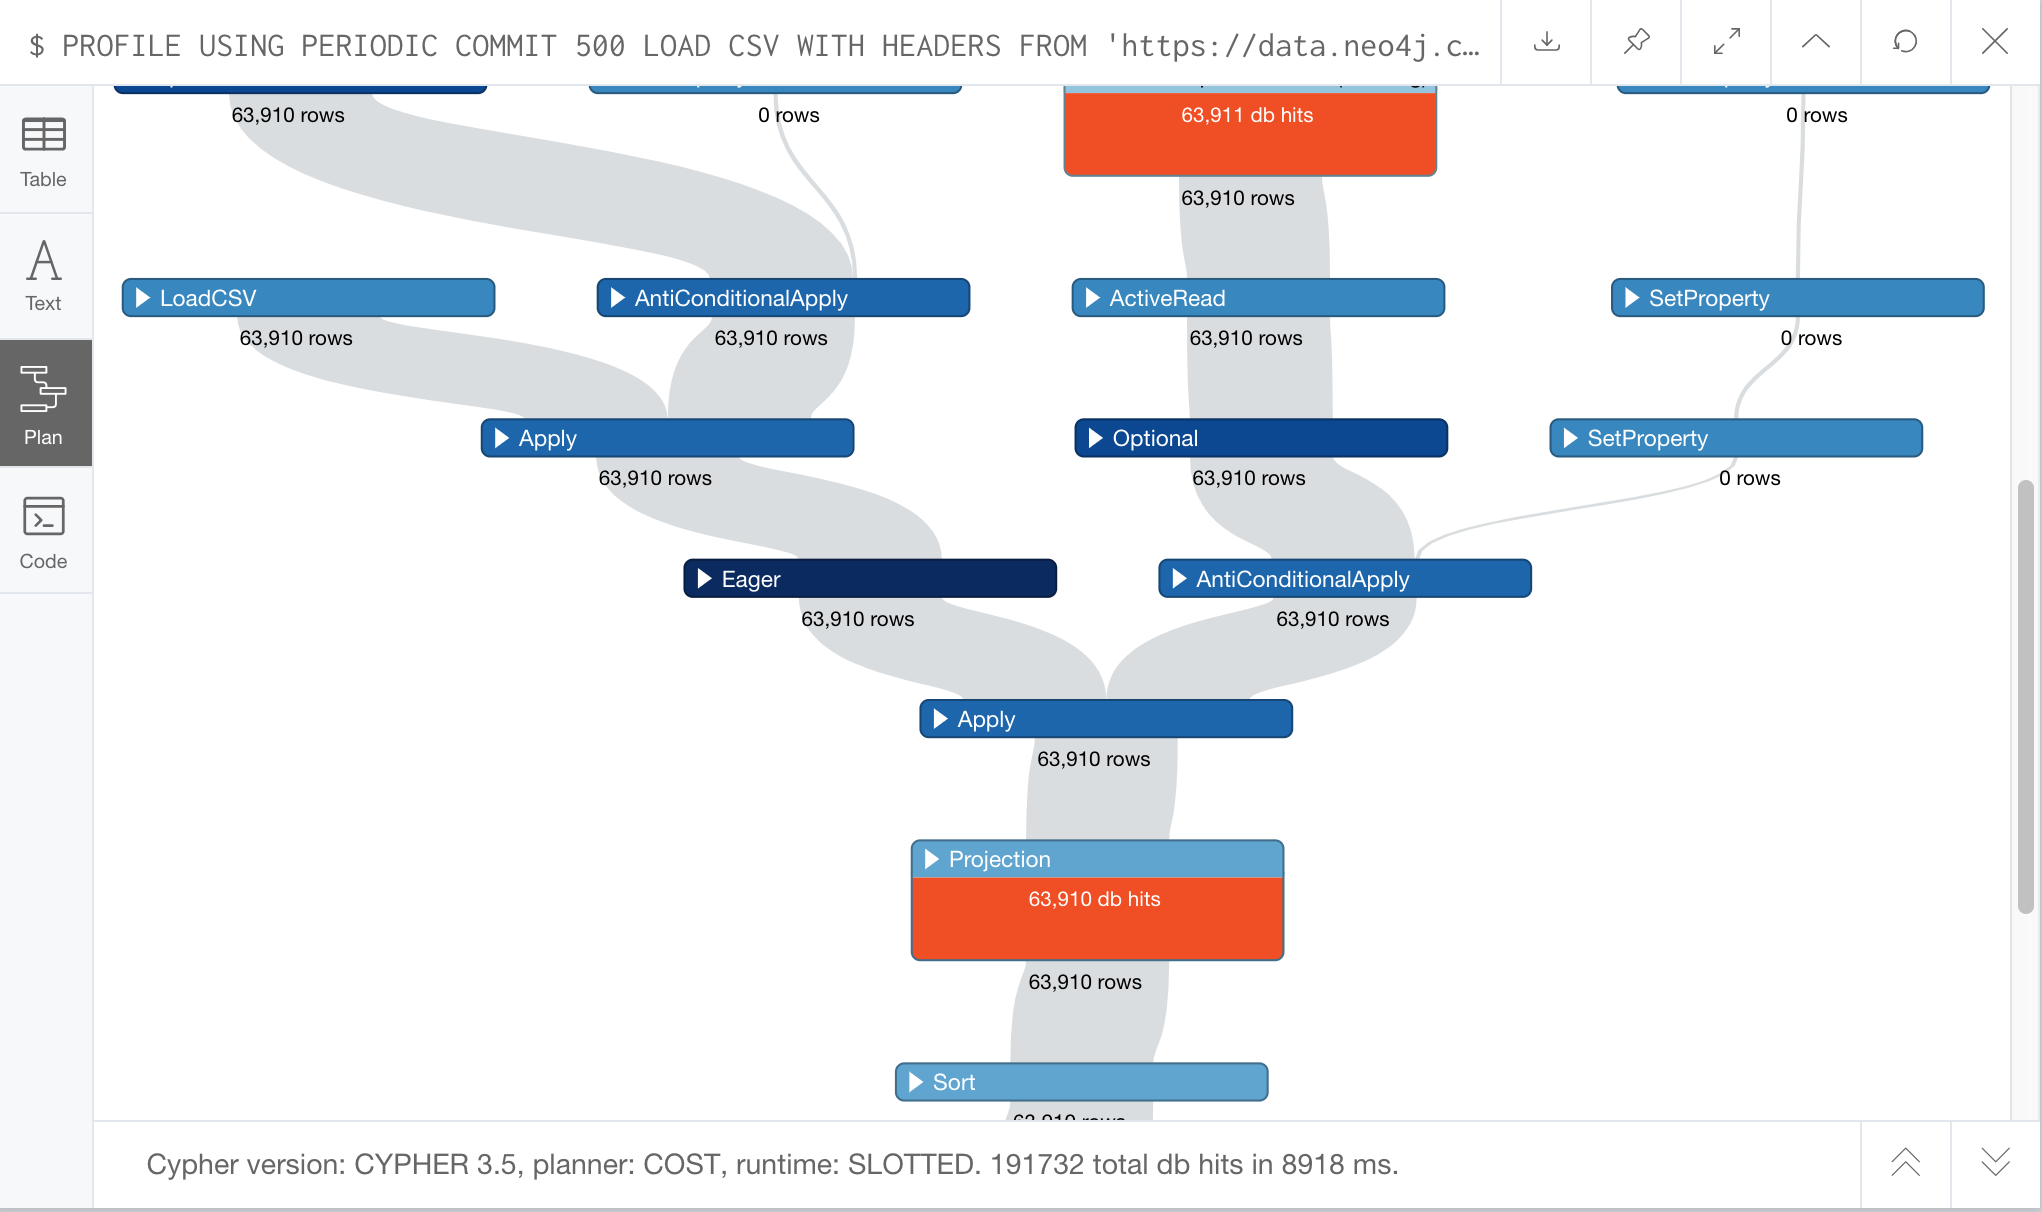 $ PROFILE USING PERIODIC COMMIT 500 LOAD CSV WITH HEADERS FROM 'https://data.neo4j.c…
Table
Text
Plan
Code
63,910 rows
0 rows
63,911 db hits
0 rows
63,910 rows
LoadCSV
AntiConditionalApply
ActiveRead
SetProperty
63,910 rows
63,910 rows
63,910 rows
0 rows
Apply
Optional
SetProperty
63,910 rows
63,910 rows
0 rows
Eager
AntiConditionalApply
63,910 rows
63,910 rows
Apply
63,910 rows
Projection
63,910 db hits
63,910 rows
Sort
63,910 rows
Cypher version: CYPHER 3.5, planner: COST, runtime: SLOTTED. 191732 total db hits in 8918 ms.